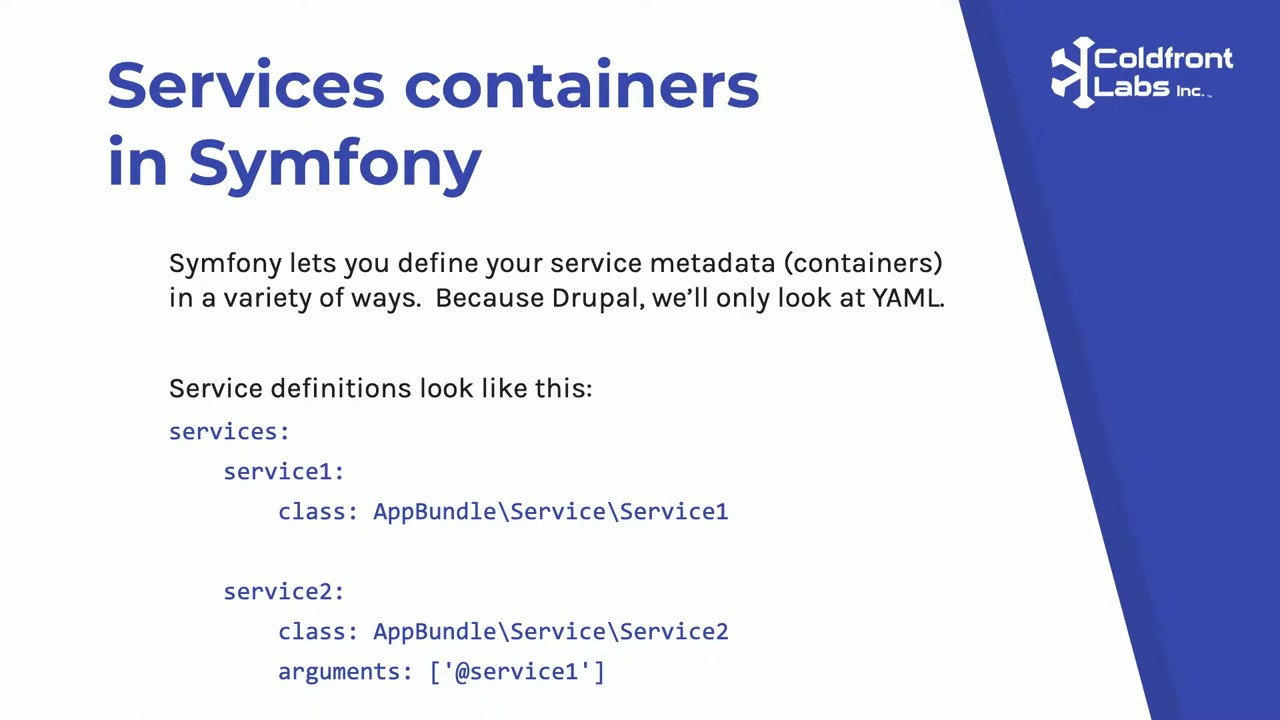 Services containers
in Symfony
Coldfront
Labs Inc.™
Symfony lets you define your service metadata (containers)
in a variety of ways.  Because Drupal, we’ll only look at YAML.
Service definitions look like this:
services:
    service1:
        class: AppBundle\Service\Service1
    service2:
        class: AppBundle\Service\Service2
        arguments: ['@service1']